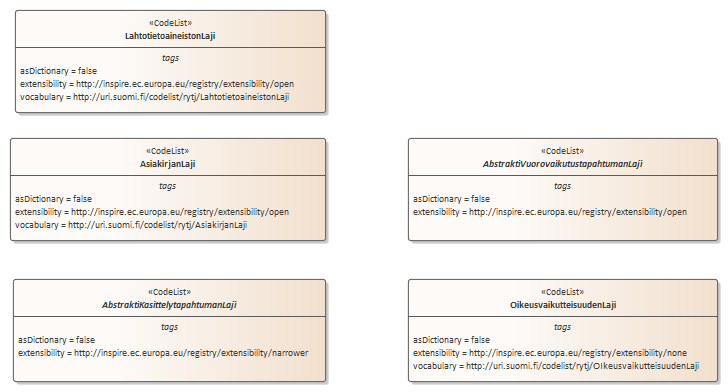 «CodeList»
LahtotietoaineistonLaji
tags
asDictionary = false
extensibility = http://inspire.ec.europa.eu/registry/extensibility/open
vocabulary = http://uri.suomi.fi/codelist/rytj/LahtotietoaineistonLaji
«CodeList»
AsiakirjanLaji
tags
asDictionary = false
extensibility = http://inspire.ec.europa.eu/registry/extensibility/open
vocabulary = http://uri.suomi.fi/codelist/rytj/AsiakirjanLaji
«CodeList»
AbstraktiVuorovaikutustapahtumanLaji
tags
asDictionary = false
extensibility = http://inspire.ec.europa.eu/registry/extensibility/open
«CodeList»
AbstraktiKasittelytapahtumanLaji
tags
asDictionary = false
extensibility = http://inspire.ec.europa.eu/registry/extensibility/narrower
«CodeList»
OikeusvaikutteisuudenLaji
tags
asDictionary = false
extensibility = http://inspire.ec.europa.eu/registry/extensibility/none
vocabulary = http://uri.suomi.fi/codelist/rytj/OIkeusvaikutteisuudenLaji